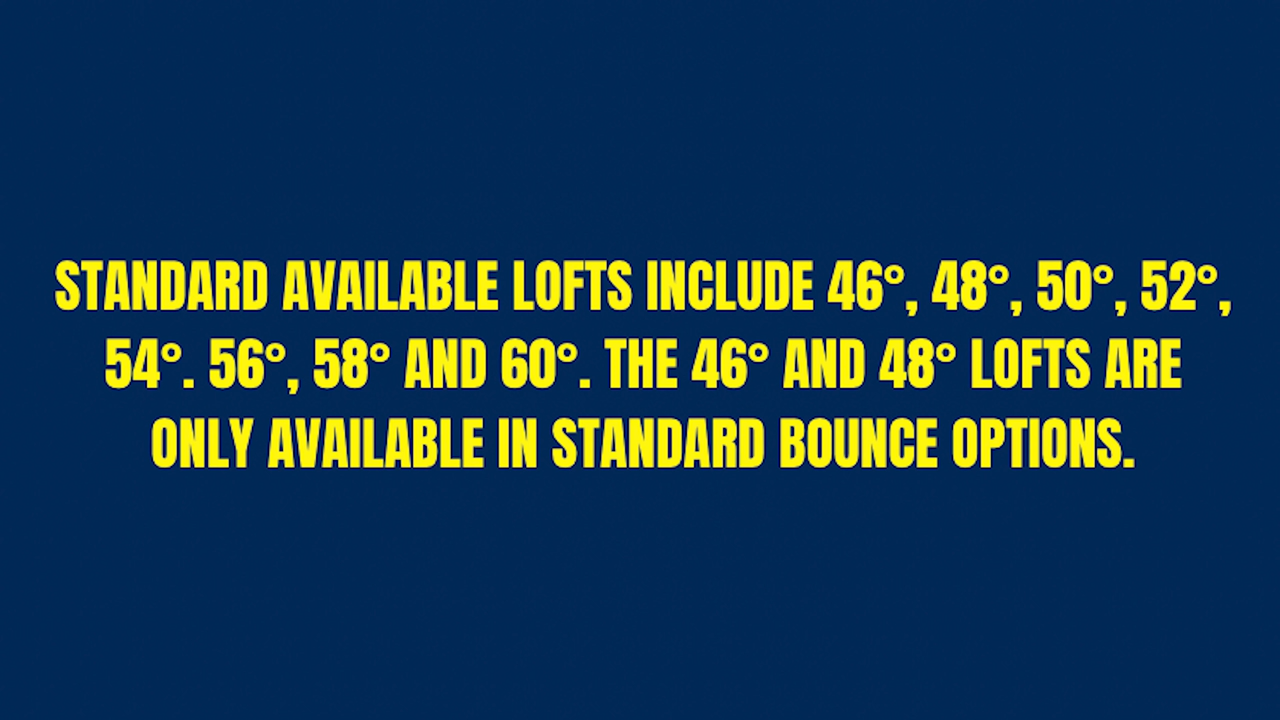 STANDARD AVAILABLE LOFTS INCLUDE 46°, 48°, 50°, 52°,
54°. 56°, 58° AND 60°. THE 46° AND 48° LOFTS ARE
ONLY AVAILABLE IN STANDARD BOUNCE OPTIONS.